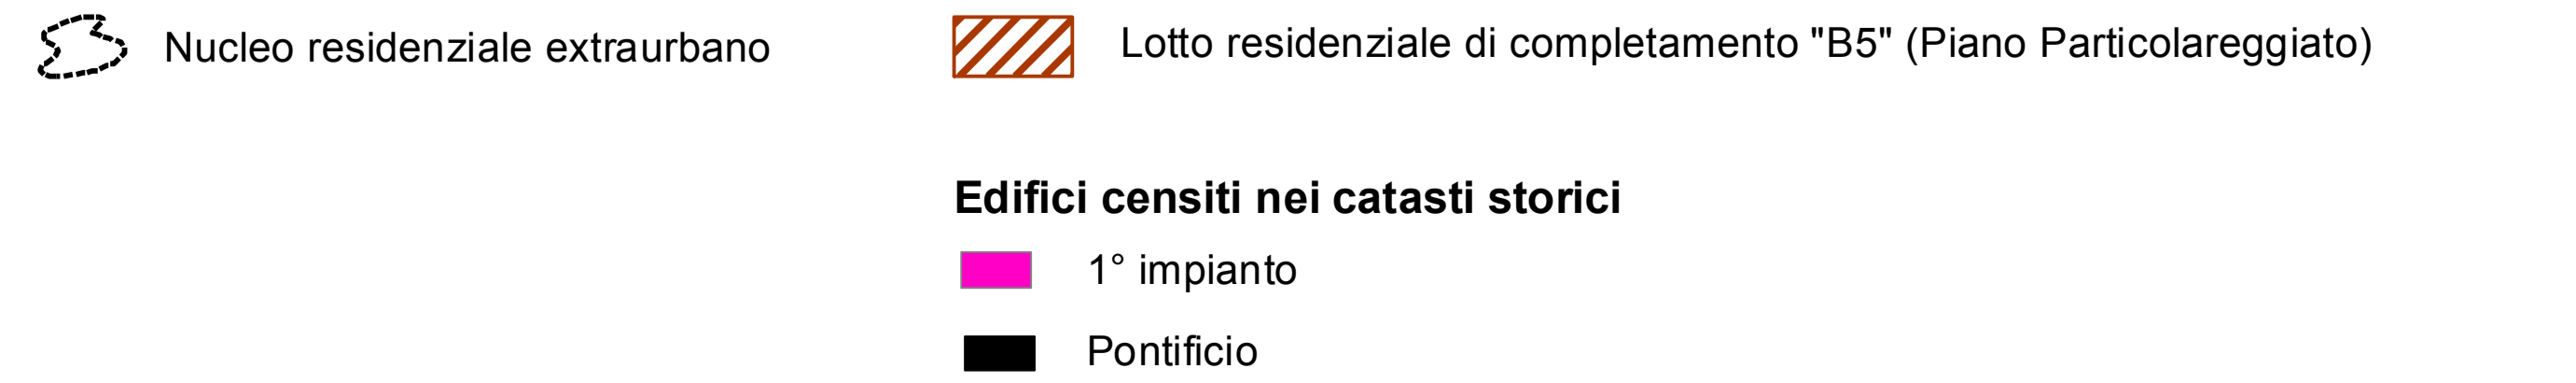 Nucleo residenziale extraurbano
Lotto residenziale di completamento "B5" (Piano Particolareggiato)
Edifici censiti nei catasti storici
1° impianto
Pontificio